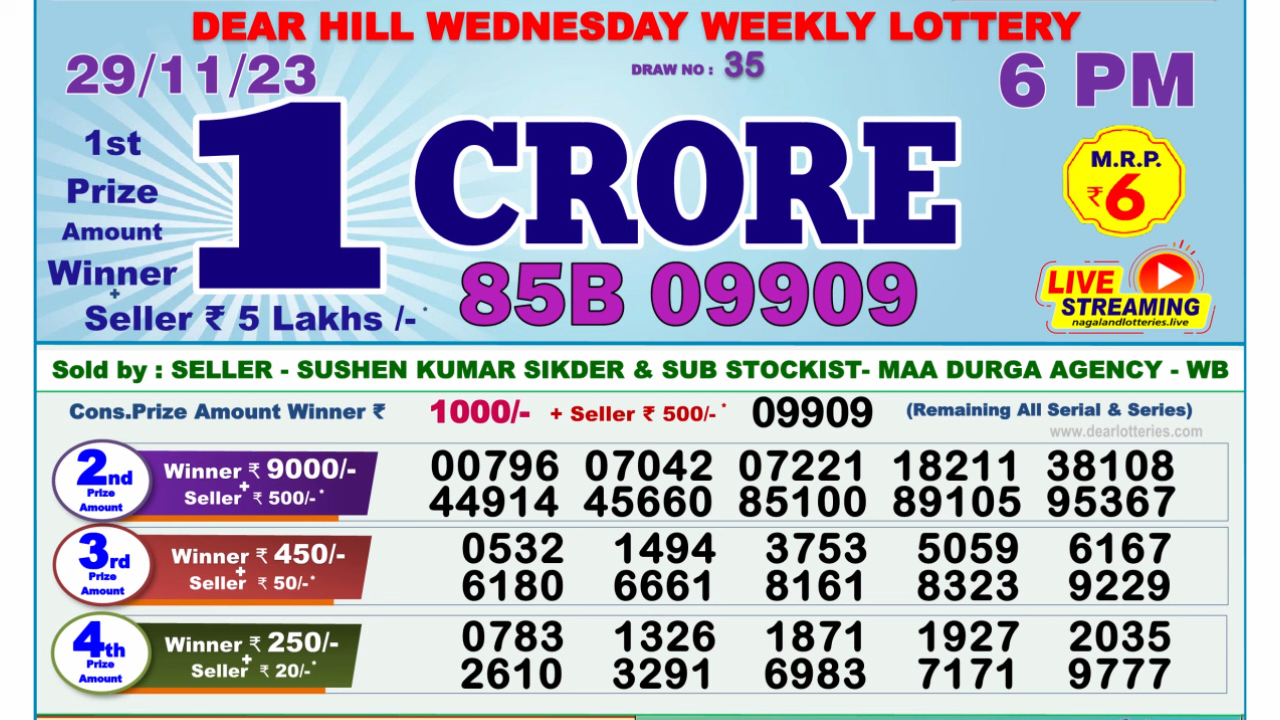 DEAR HILL WEDNESDAY WEEKLY LOTTERY
29/11/23
DRAW NO : 35
6 PM
1st
Prize
Amount
Winner
+
Seller ₹ 5 Lakhs /-*
1 CRORE
85B 09909
M.R.P.
₹6
LIVE
STREAMING
nagalandlotteries.live
Sold by : SELLER - SUSHEN KUMAR SIKDER & SUB STOCKIST- MAA DURGA AGENCY - WB
Cons.Prize Amount Winner ₹ 1000/- + Seller ₹ 500/-* 09909 (Remaining All Serial & Series)
www.dearlotteries.com
2nd
Prize
Amount
Winner ₹ 9000/-
+
Seller ₹ 500/-*
00796 07042 07221 18211 38108
44914 45660 85100 89105 95367
3rd
Prize
Amount
Winner ₹ 450/-
+
Seller ₹ 50/-*
0532 1494 3753 5059 6167
6180 6661 8161 8323 9229
4th
Prize
Amount
Winner ₹ 250/-
+
Seller ₹ 20/-*
0783 1326 1871 1927 2035
2610 3291 6983 7171 9777